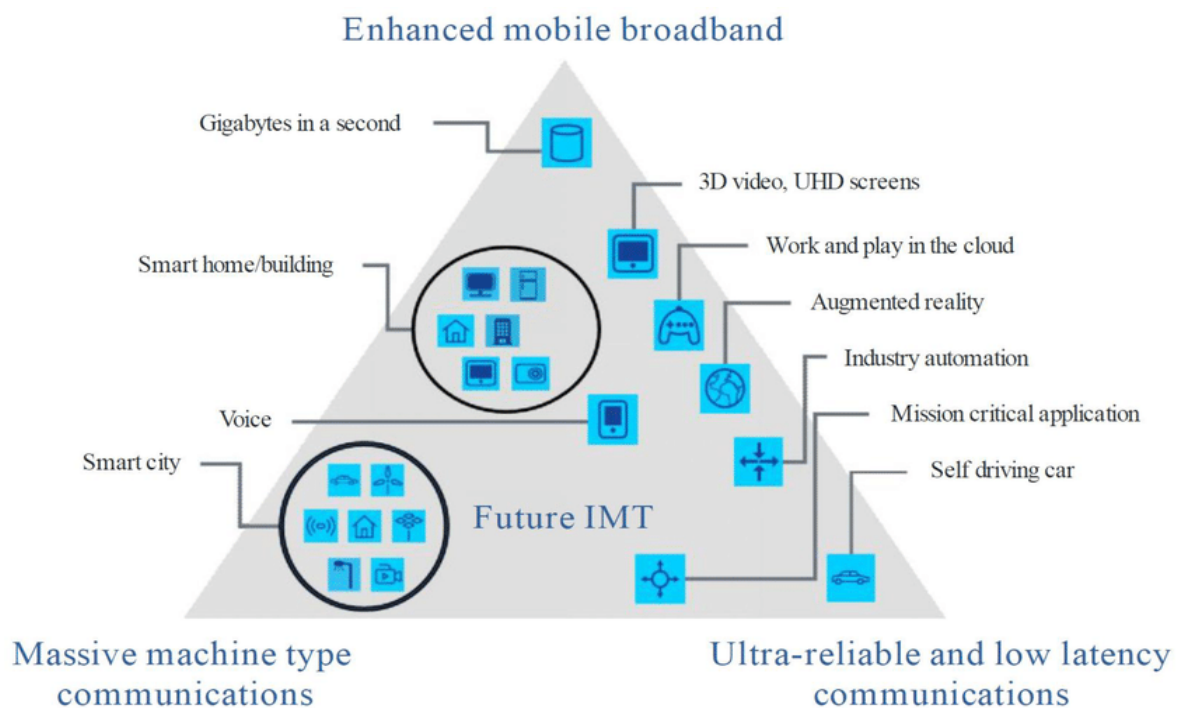 Enhanced mobile broadband
Gigabytes in a second
3D video, UHD screens
Work and play in the cloud
Smart home/building
Augmented reality
Industry automation
Mission critical application
Voice
Smart city
Self driving car
Future IMT
Massive machine type
communications
Ultra-reliable and low latency
communications